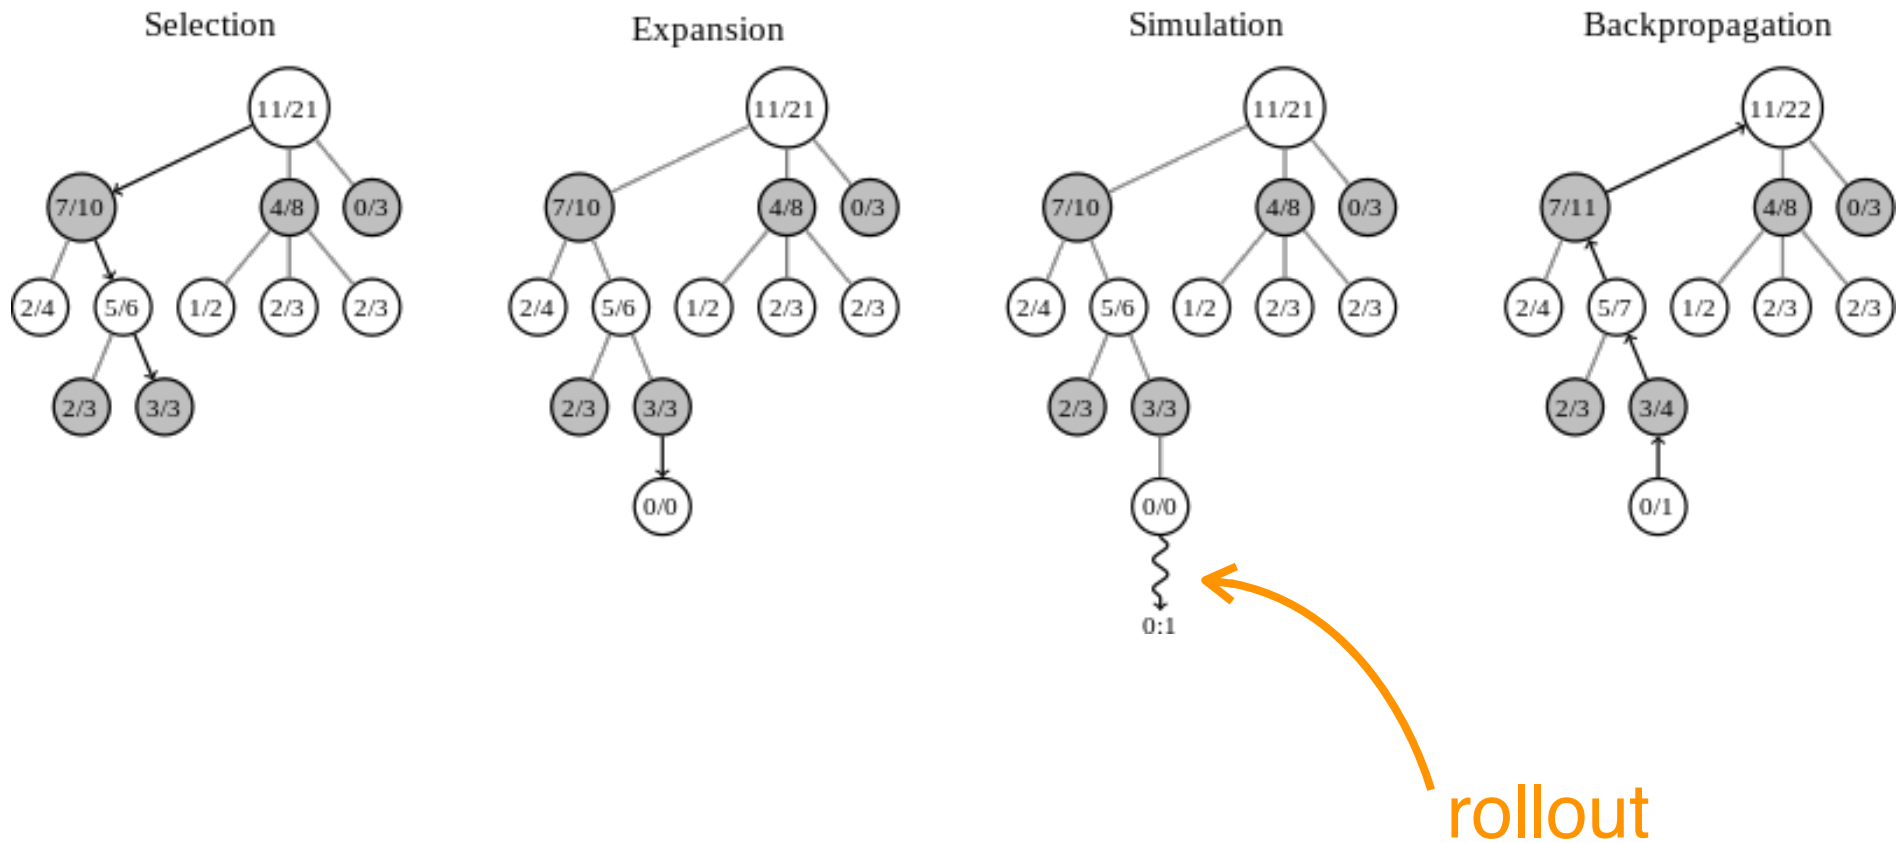 Selection
11/21
7/10 4/8 0/3
2/4 5/6 1/2 2/3 2/3
2/3 3/3
Expansion
11/21
7/10 4/8 0/3
2/4 5/6 1/2 2/3 2/3
2/3 3/3
0/0
Simulation
11/21
7/10 4/8 0/3
2/4 5/6 1/2 2/3 2/3
2/3 3/3
0/0
0:1
Backpropagation
11/22
7/11 4/8 0/3
2/4 5/7 1/2 2/3 2/3
2/3 3/4
0/1
rollout